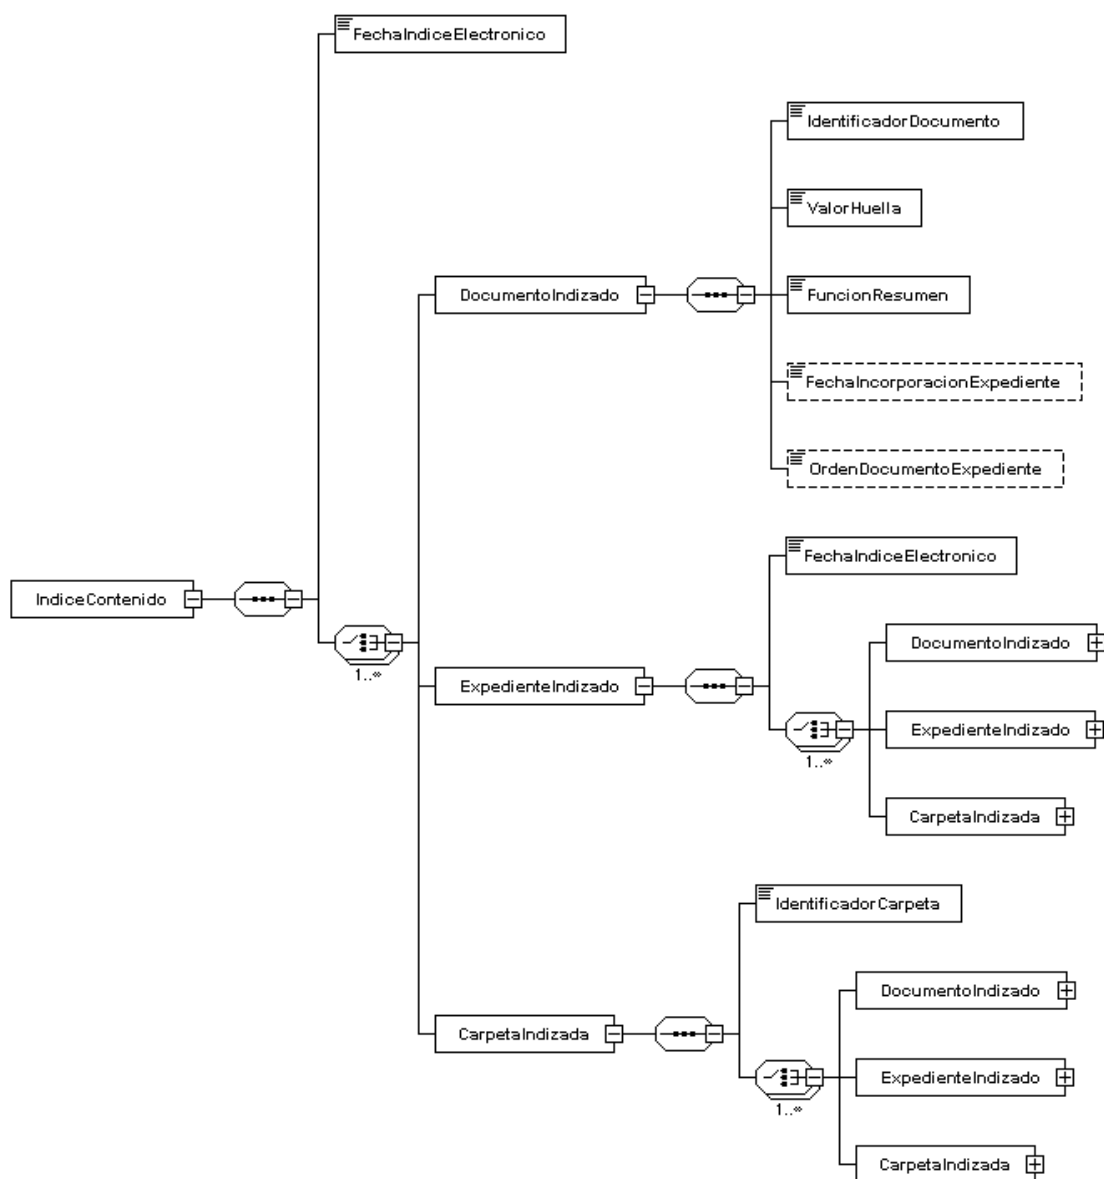 FechaIndiceElectronico
IdentificadorDocumento
ValorHuella
DocumentoIndizado
FuncionResumen
FechaIncorporacionExpediente
OrdenDocumentoExpediente
IndiceContenido
1..∞
FechaIndiceElectronico
DocumentoIndizado
ExpedienteIndizado
ExpedienteIndizado
1..∞
CarpetaIndizada
IdentificadorCarpeta
DocumentoIndizado
CarpetaIndizada
ExpedienteIndizado
1..∞
CarpetaIndizada